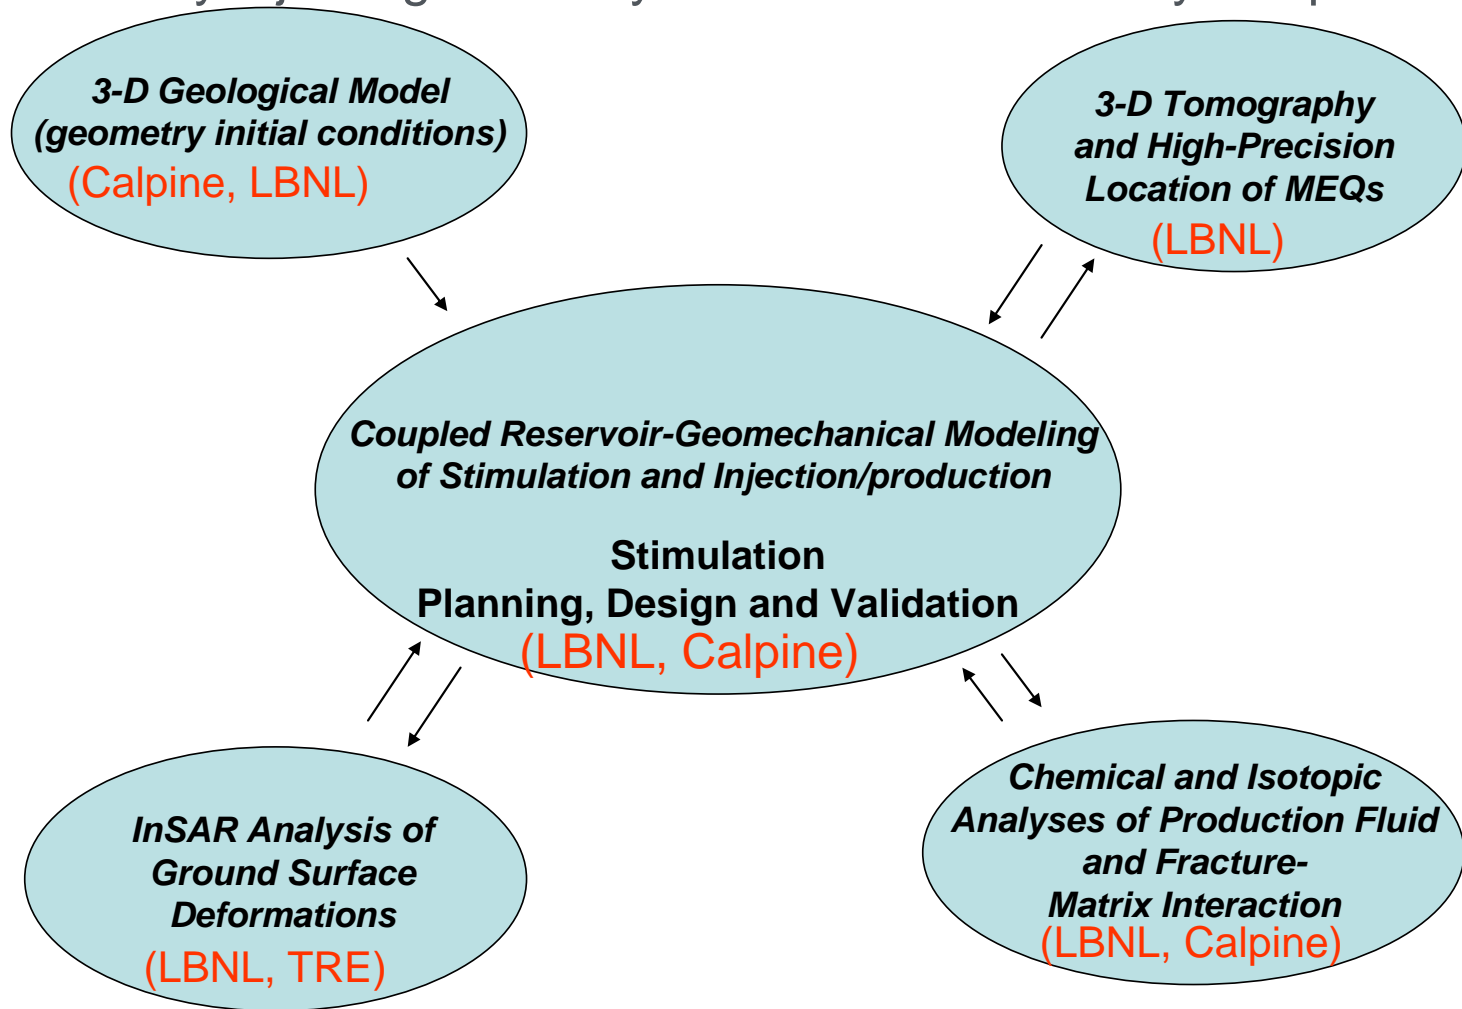 3-D Geological Model
(geometry initial conditions)
(Calpine, LBNL)
3-D Tomography
and High-Precision
Location of MEQs
(LBNL)
Coupled Reservoir-Geomechanical Modeling
of Stimulation and Injection/production
Stimulation
Planning, Design and Validation
(LBNL, Calpine)
InSAR Analysis of
Ground Surface
Deformations
(LBNL, TRE)
Chemical and Isotopic
Analyses of Production Fluid
and Fracture-
Matrix Interaction
(LBNL, Calpine)